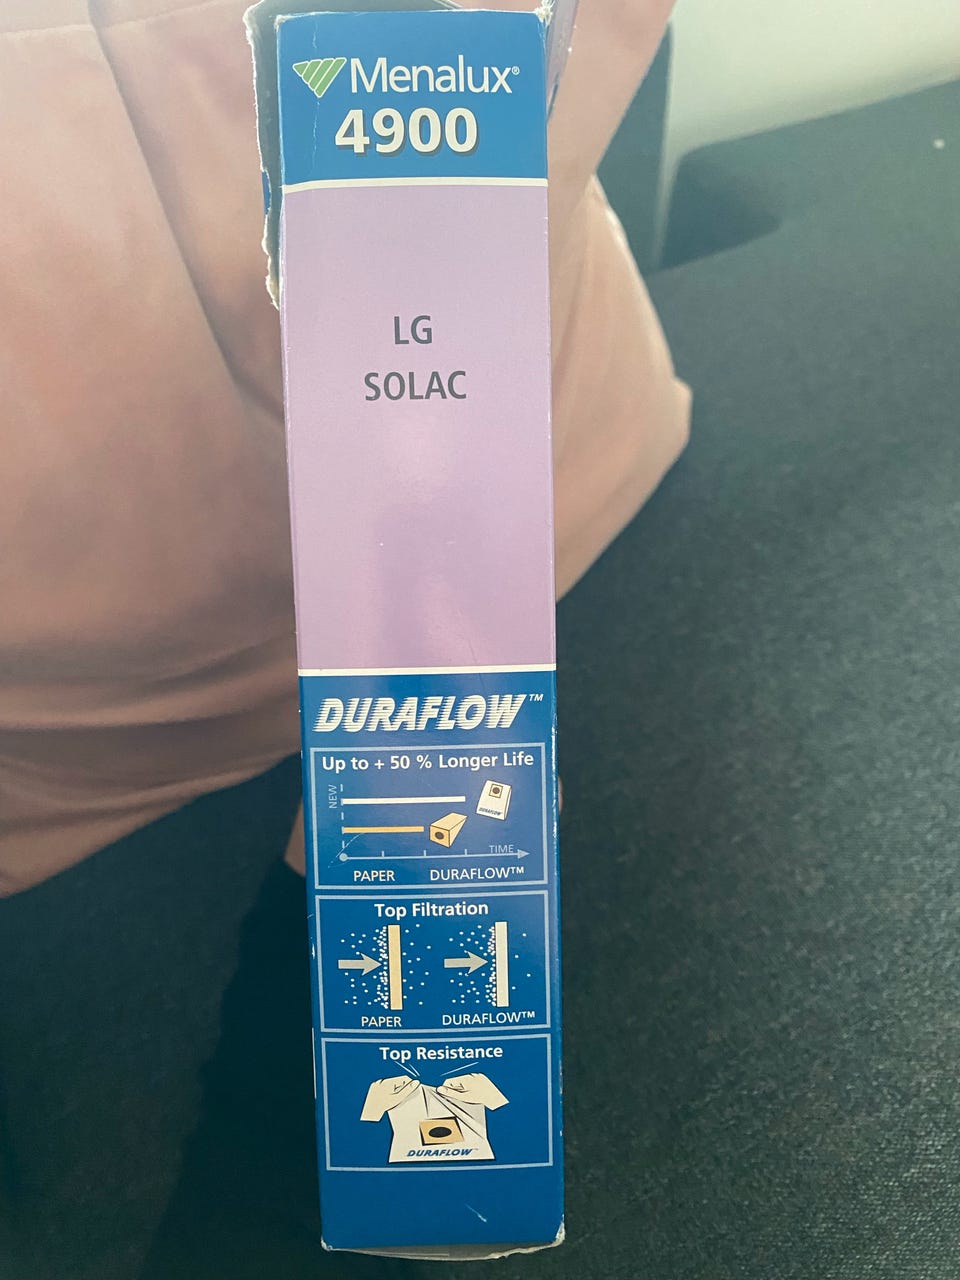 Menalux®
4900
LG
SOLAC
DURAFLOW™
Up to + 50 % Longer Life
NEW
DURAFLOW
TIME
PAPER DURAFLOW™
Top Filtration
PAPER DURAFLOW™
Top Resistance
DURAFLOW™